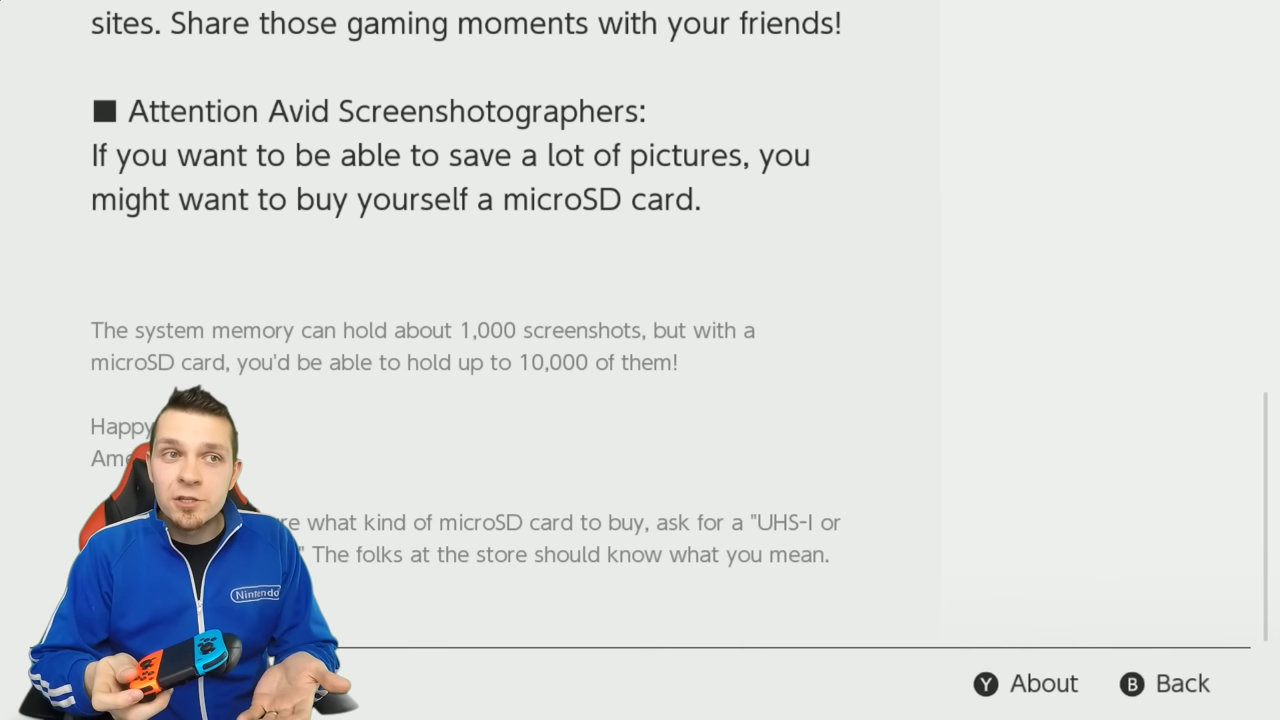 sites. Share those gaming moments with your friends!
■ Attention Avid Screenshotographers:
If you want to be able to save a lot of pictures, you
might want to buy yourself a microSD card.
The system memory can hold about 1,000 screenshots, but with a
microSD card, you'd be able to hold up to 10,000 of them!
Happy
what kind of microSD card to buy, ask for a "UHS-I or
" The folks at the store should know what you mean.
Nintendo
Y About B Back